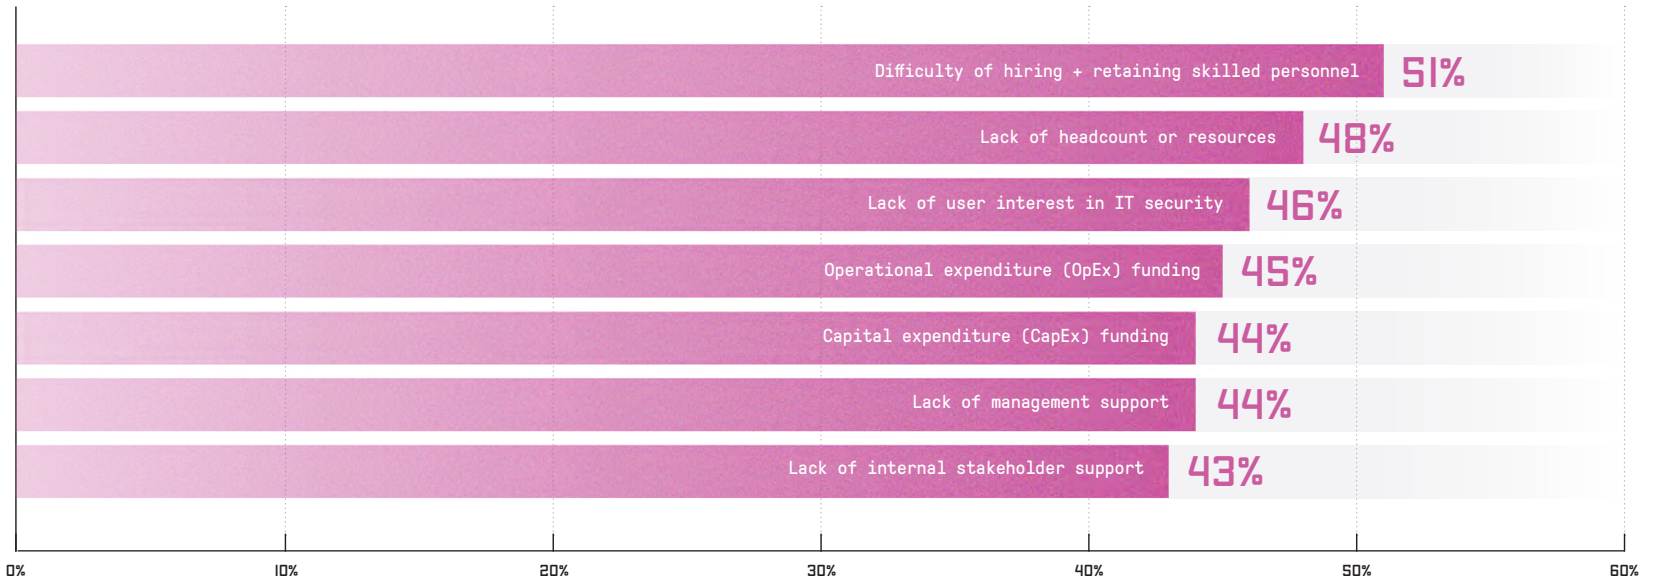 Difficulty of hiring + retaining skilled personnel 51%
Lack of headcount or resources 48%
Lack of user interest in IT security 46%
Operational expenditure (OpEx) funding 45%
Capital expenditure (CapEx) funding 44%
Lack of management support 44%
Lack of internal stakeholder support 43%
0% 10% 20% 30% 40% 50% 60%